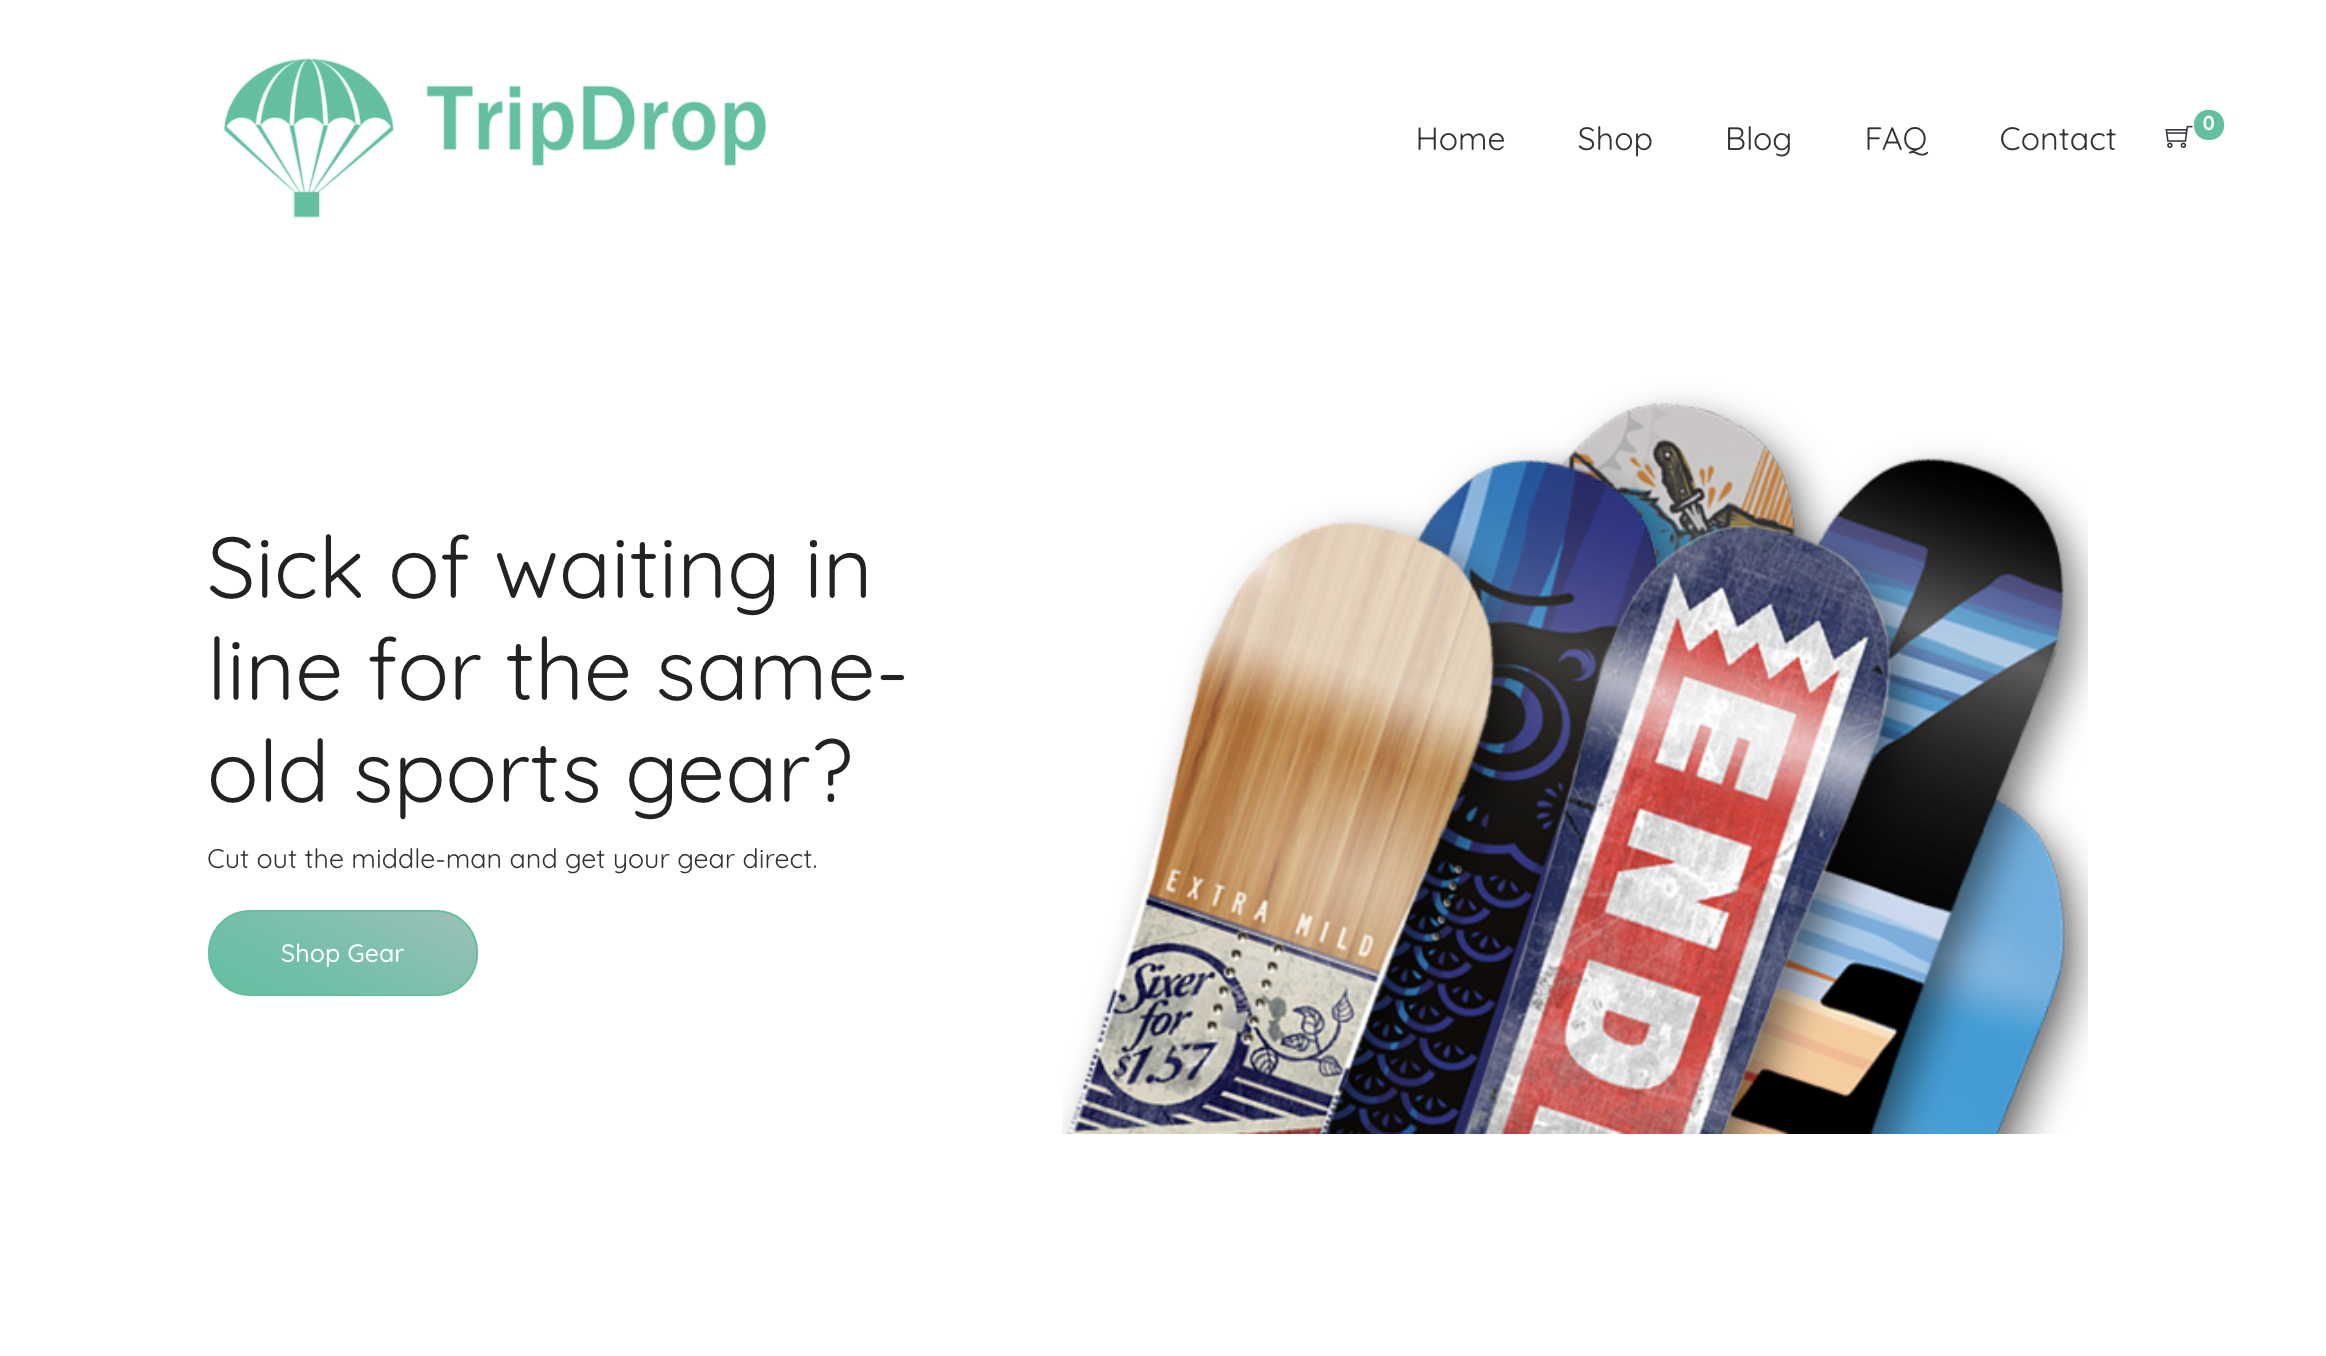 TripDrop
Home Shop Blog FAQ Contact 0
Sick of waiting in
line for the same-
old sports gear?
Cut out the middle-man and get your gear direct.
Shop Gear
EXTRA MILD
Sixer
for
$1.57
END